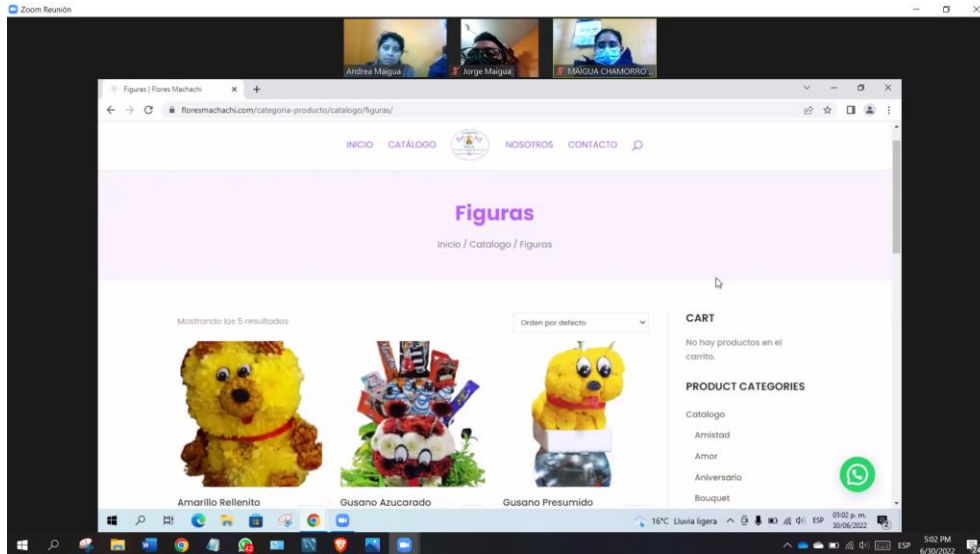 Zoom Reunión
Andrea Maigua
Jorge Maigua
MAIGUA CHAMORRO ...
Figuras | Flores Machachi
floresmachachi.com/categoria-producto/catalogo/figuras/
INICIO CATÁLOGO NOSOTROS CONTACTO
Figuras
Inicio / Catalogo / Figuras
Mostrando los 5 resultados
Orden por defecto
CART
No hay productos en el
carrito.
PRODUCT CATEGORIES
Catalogo
Amistad
Amor
Aniversario
Bouquet
Amarillo Rellenito
Gusano Azucarado
Gusano Presumido
16°C Lluvia ligera ESP 05:02 p. m.
30/06/2022
42
ESP 5:02 PM
6/30/2022